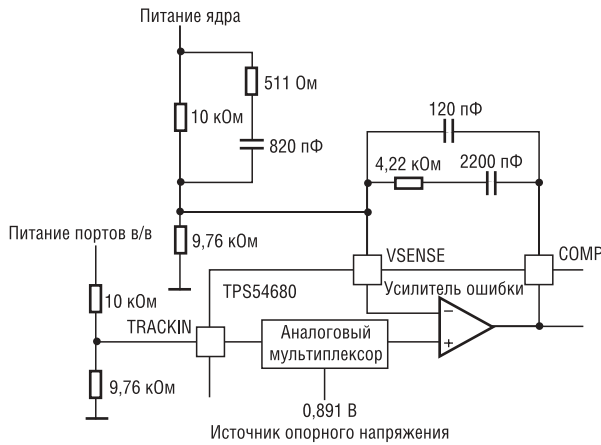 Питание ядра
511 Ом
10 кОм
820 пФ
120 пФ
4,22 кОм
2200 пФ
Питание портов в/в
9,76 кОм
VSENSE
COMP
TPS54680
Усилитель ошибки
10 кОм
TRACKIN
Аналоговый
мультиплексор
−
+
9,76 кОм
0,891 В
Источник опорного напряжения